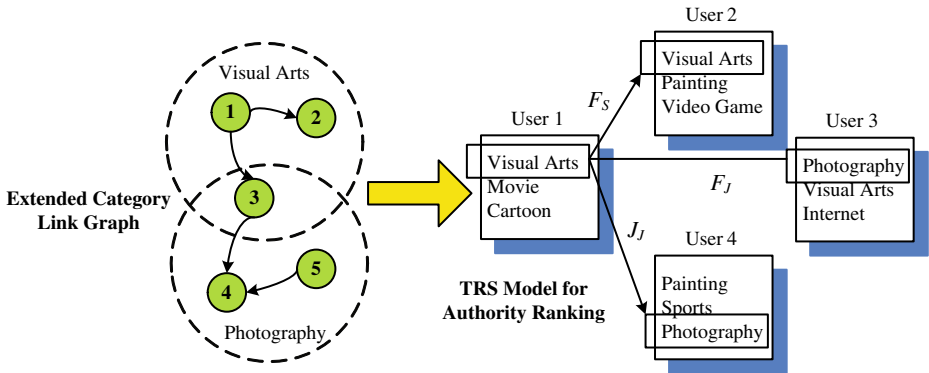 Visual Arts
1
2
3
4
5
Photography
Extended Category
Link Graph
User 1
Visual Arts
Movie
Cartoon
F_S
F_J
J_J
User 2
Visual Arts
Painting
Video Game
User 3
Photography
Visual Arts
Internet
User 4
Painting
Sports
Photography
TRS Model for
Authority Ranking